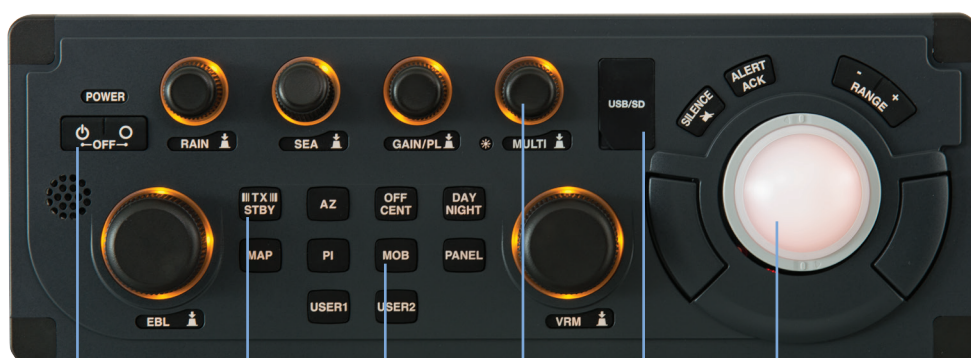 POWER
OFF
RAIN
SEA
GAIN/PL
MULTI
USB/SD
SILENCE
ALERT
ACK
- RANGE +
TX
STBY
AZ
OFF
CENT
DAY
NIGHT
MAP
PI
MOB
PANEL
USER1
USER2
EBL
VRM